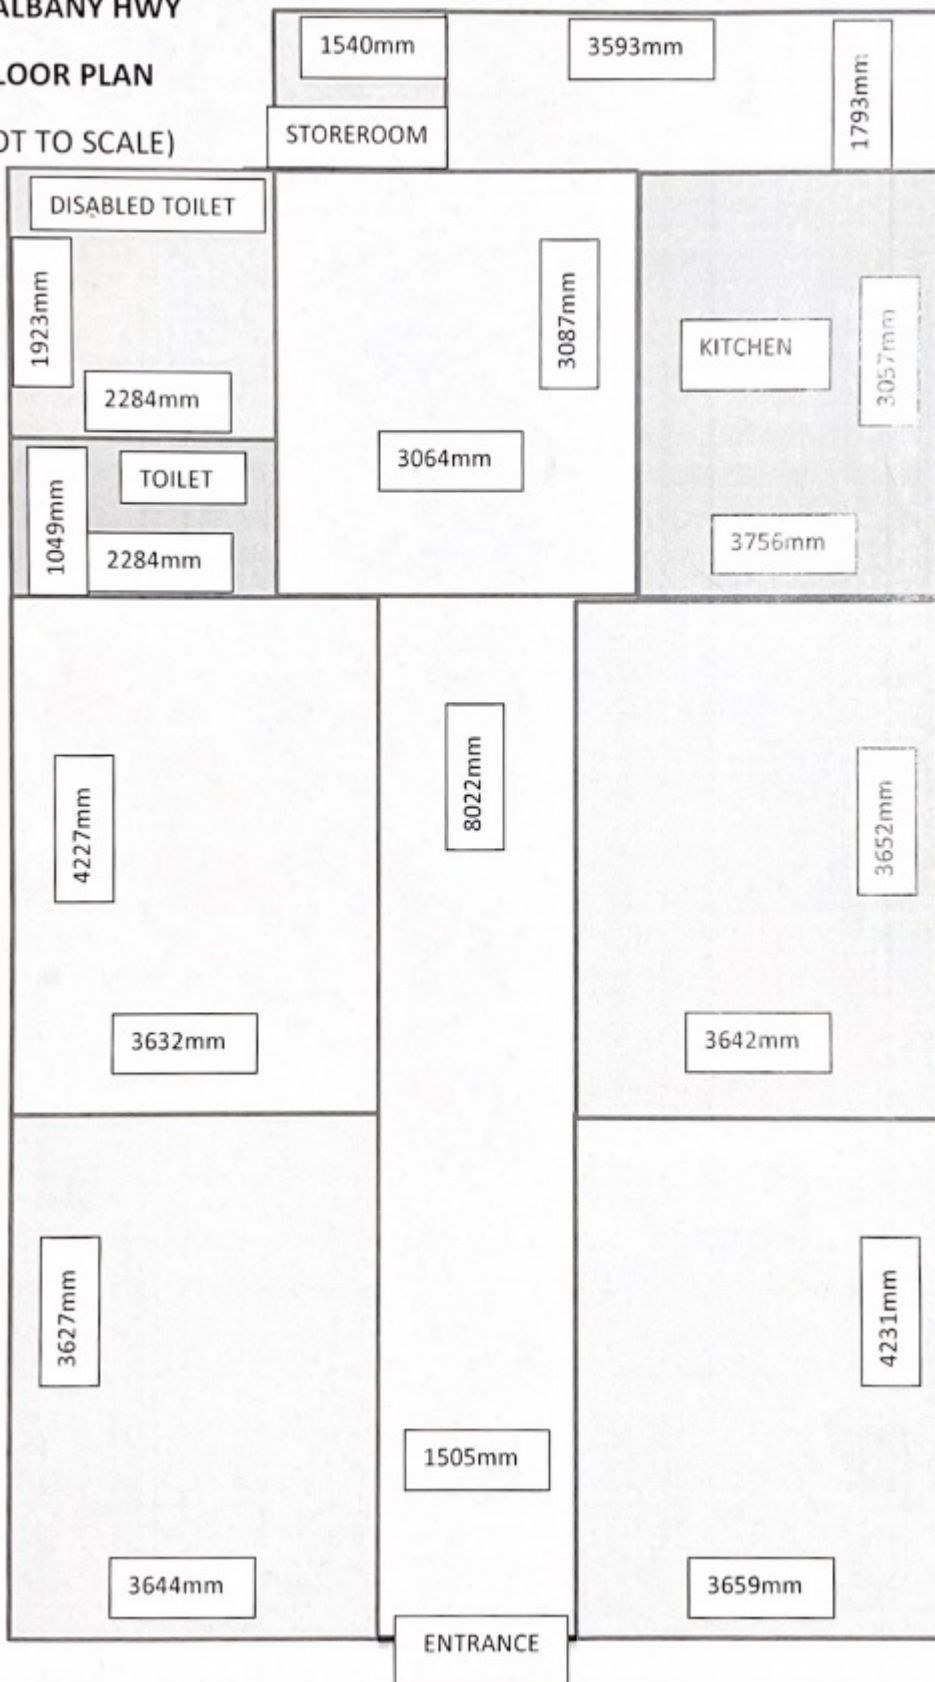 ALBANY HWY
1540mm
3593mm
1793mm
LOOR PLAN
OT TO SCALE)
STOREROOM
DISABLED TOILET
1923mm
2284mm
3087mm
3064mm
KITCHEN
3057mm
3756mm
TOILET
1049mm
2284mm
4227mm
3632mm
8022mm
3652mm
3642mm
3627mm
3644mm
1505mm
4231mm
3659mm
ENTRANCE